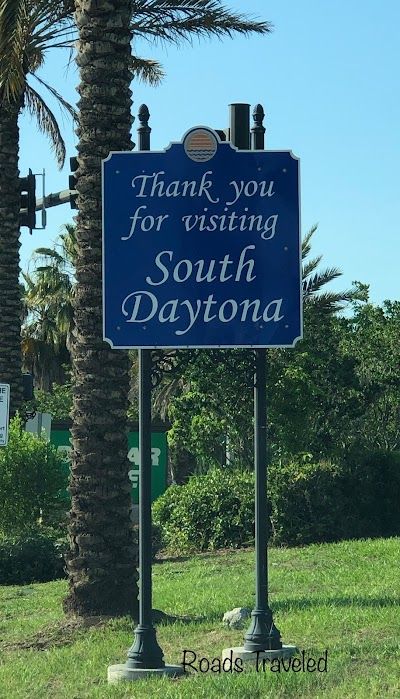 Thank you
for visiting
South
Daytona
Roads Traveled